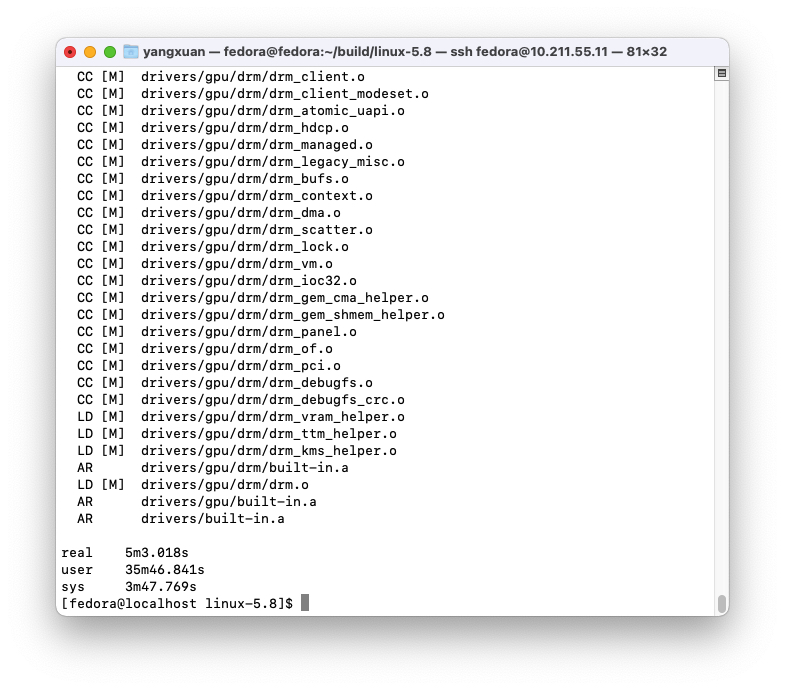 yangxuan — fedora@fedora:~/build/linux-5.8 — ssh fedora@10.211.55.11 — 81×32
CC [M]  drivers/gpu/drm/drm_client.o
CC [M]  drivers/gpu/drm/drm_client_modeset.o
CC [M]  drivers/gpu/drm/drm_atomic_uapi.o
CC [M]  drivers/gpu/drm/drm_hdcp.o
CC [M]  drivers/gpu/drm/drm_managed.o
CC [M]  drivers/gpu/drm/drm_legacy_misc.o
CC [M]  drivers/gpu/drm/drm_bufs.o
CC [M]  drivers/gpu/drm/drm_context.o
CC [M]  drivers/gpu/drm/drm_dma.o
CC [M]  drivers/gpu/drm/drm_scatter.o
CC [M]  drivers/gpu/drm/drm_lock.o
CC [M]  drivers/gpu/drm/drm_vm.o
CC [M]  drivers/gpu/drm/drm_ioc32.o
CC [M]  drivers/gpu/drm/drm_gem_cma_helper.o
CC [M]  drivers/gpu/drm/drm_gem_shmem_helper.o
CC [M]  drivers/gpu/drm/drm_panel.o
CC [M]  drivers/gpu/drm/drm_of.o
CC [M]  drivers/gpu/drm/drm_pci.o
CC [M]  drivers/gpu/drm/drm_debugfs.o
CC [M]  drivers/gpu/drm/drm_debugfs_crc.o
LD [M]  drivers/gpu/drm/drm_vram_helper.o
LD [M]  drivers/gpu/drm/drm_ttm_helper.o
LD [M]  drivers/gpu/drm/drm_kms_helper.o
AR      drivers/gpu/drm/built-in.a
LD [M]  drivers/gpu/drm/drm.o
AR      drivers/gpu/built-in.a
AR      drivers/built-in.a
real    5m3.018s
user    35m46.841s
sys     3m47.769s
[fedora@localhost linux-5.8]$